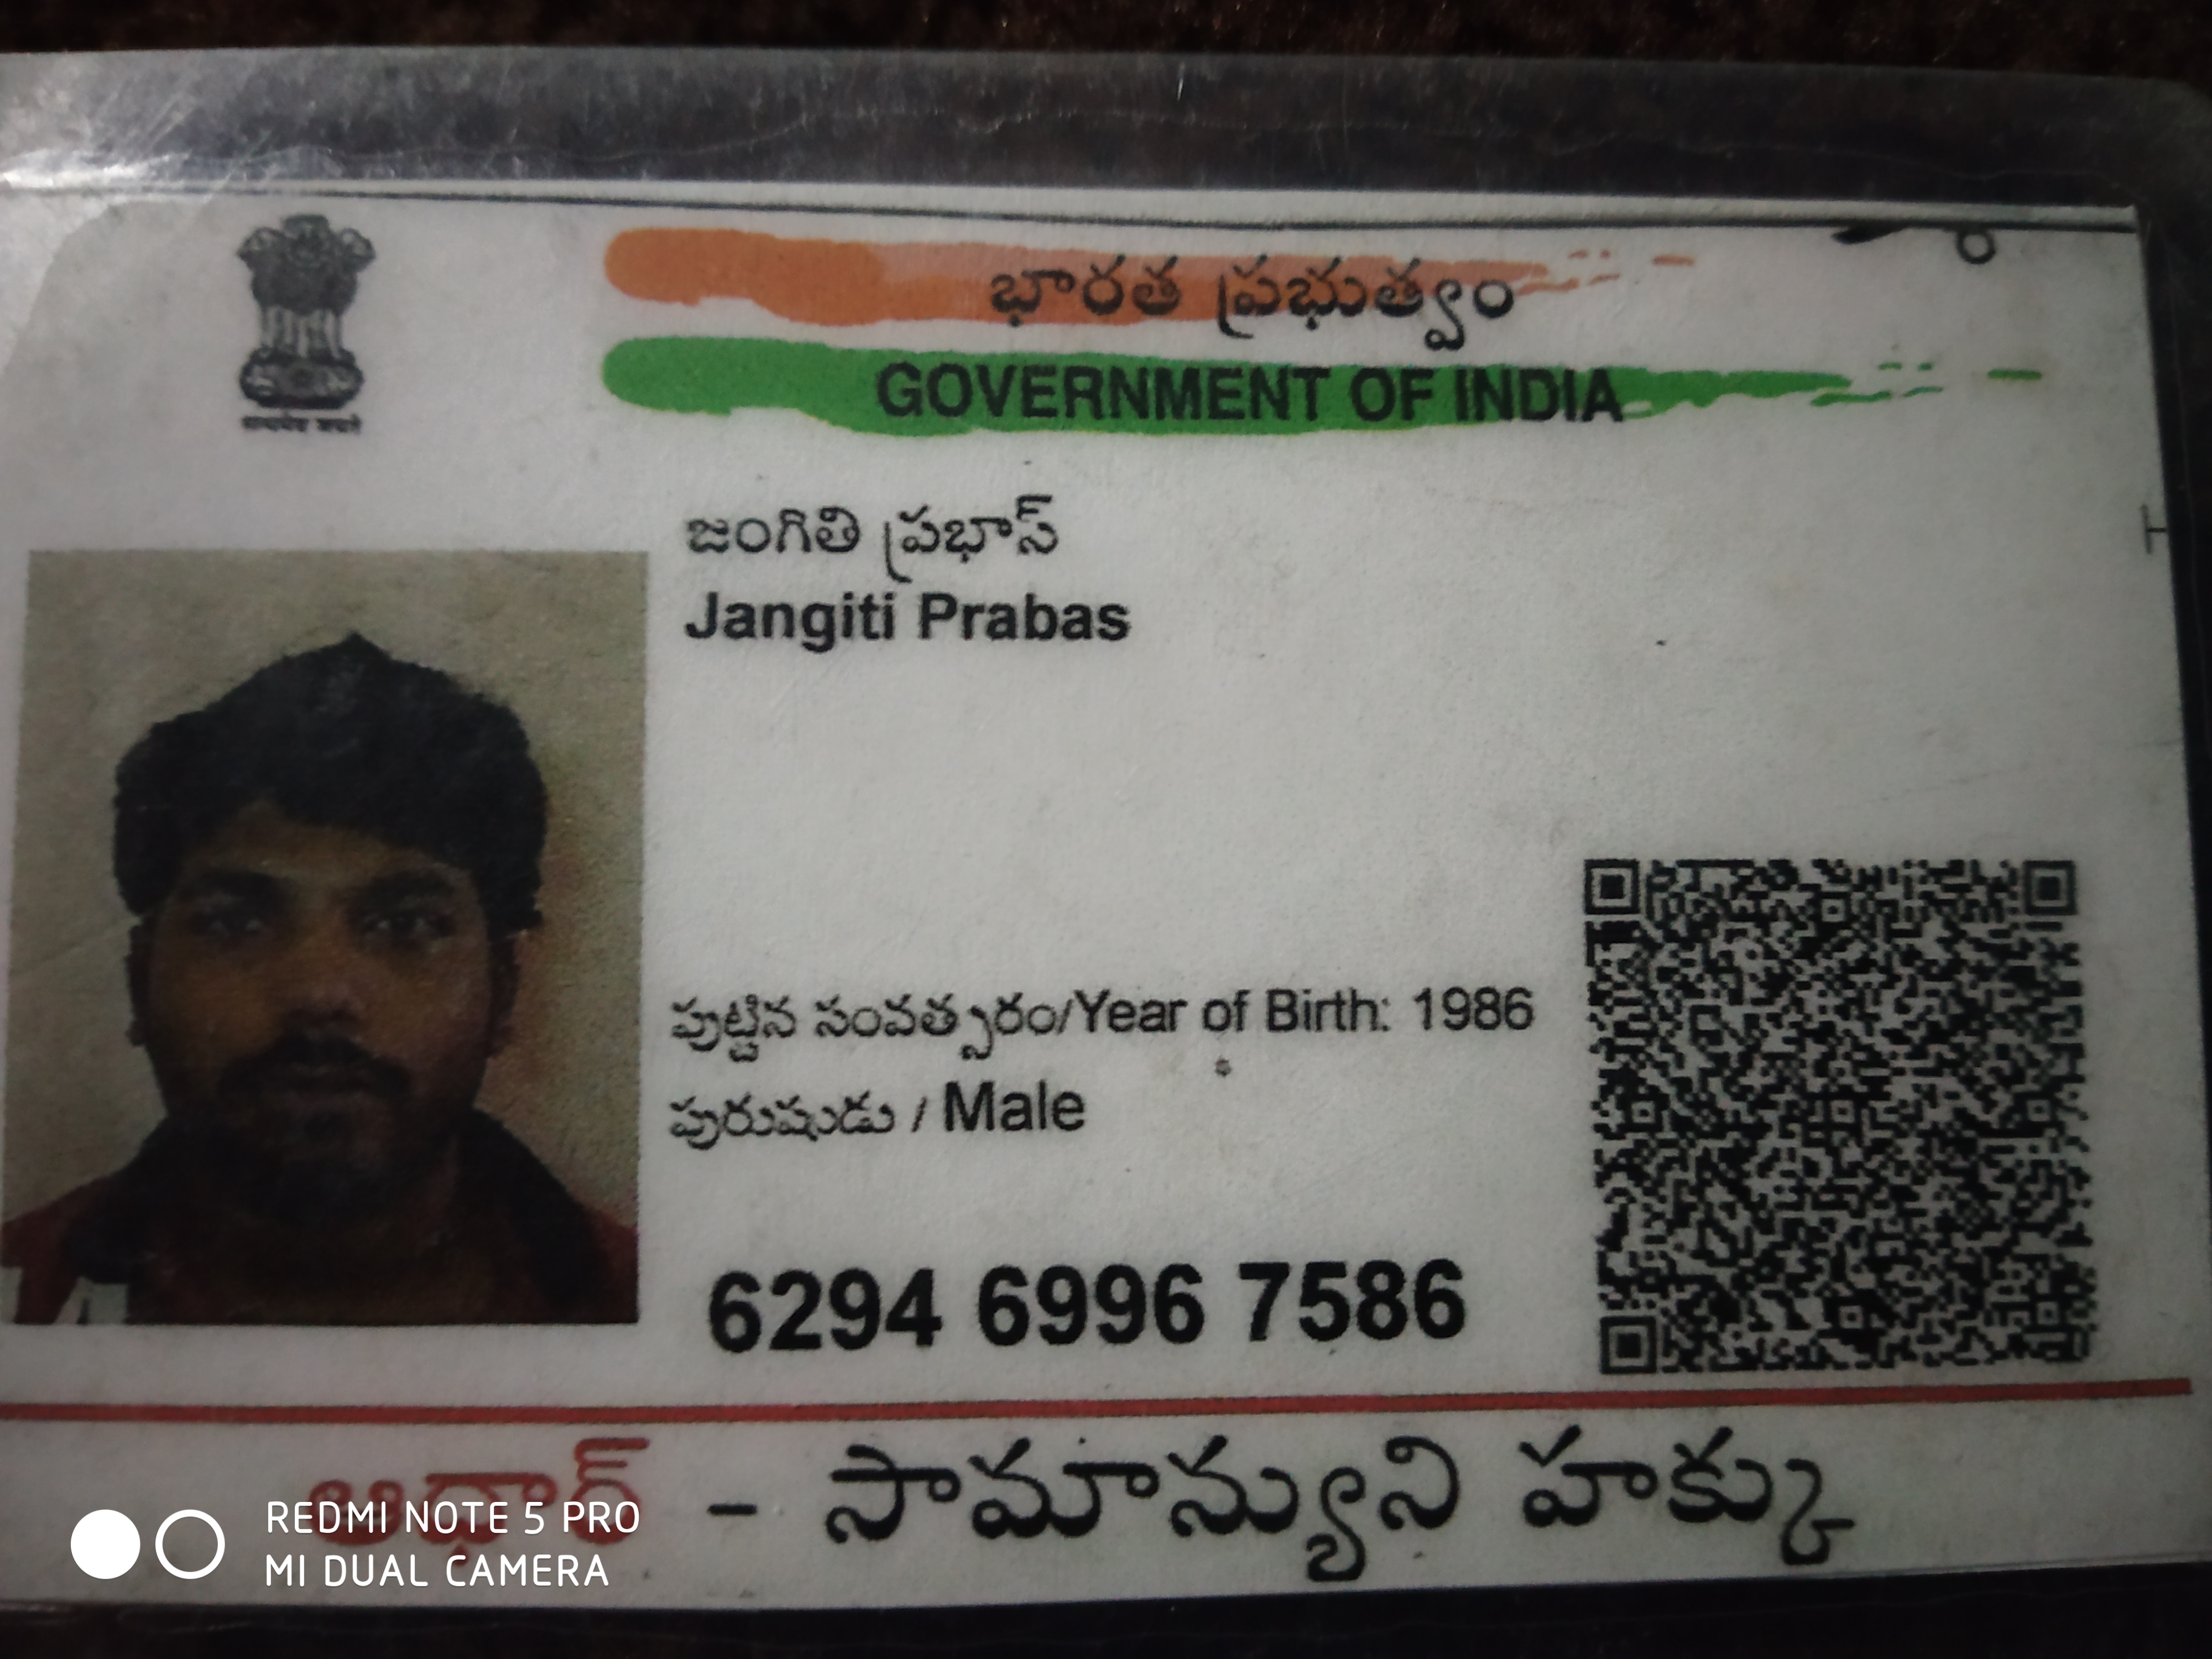 భారత ప్రభుత్వం
GOVERNMENT OF INDIA
జంగితి ప్రభాస్
Jangiti Prabas
పుట్టిన సంవత్సరం/Year of Birth: 1986
పురుషుడు / Male
6294 6996 7586
ఆధార్ - సామాన్యుని హక్కు
REDMI NOTE 5 PRO
MI DUAL CAMERA